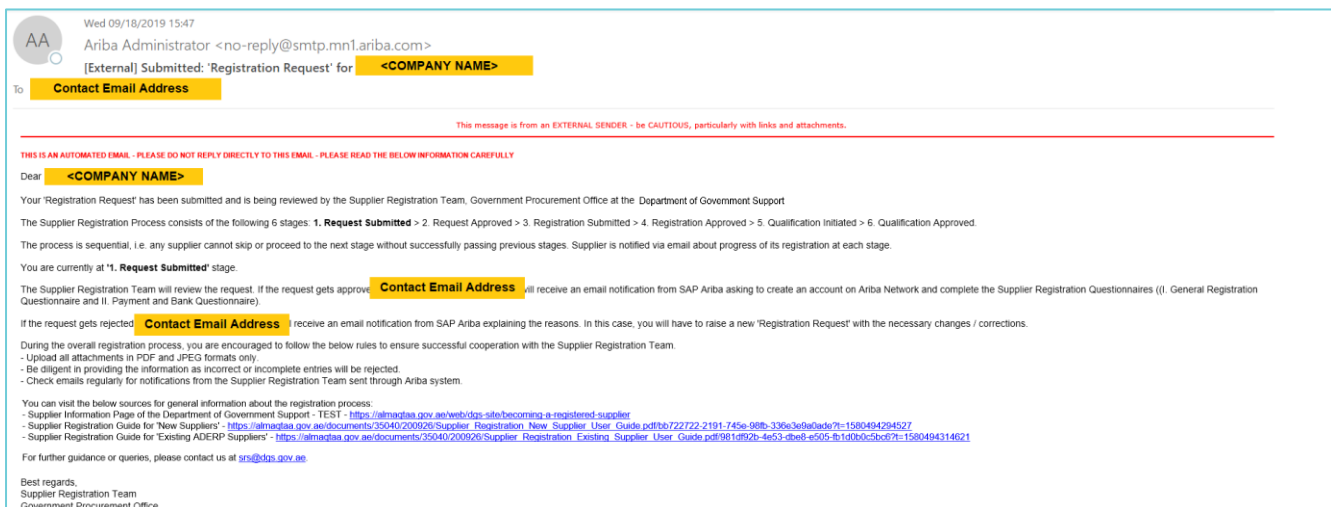 AA
Wed 09/18/2019 15:47
Ariba Administrator <no-reply@smtp.mn1.ariba.com>
[External] Submitted: 'Registration Request' for <COMPANY NAME>
To Contact Email Address
This message is from an EXTERNAL SENDER - be CAUTIOUS, particularly with links and attachments.
THIS IS AN AUTOMATED EMAIL - PLEASE DO NOT REPLY DIRECTLY TO THIS EMAIL - PLEASE READ THE BELOW INFORMATION CAREFULLY
Dear <COMPANY NAME>
Your 'Registration Request' has been submitted and is being reviewed by the Supplier Registration Team, Government Procurement Office at the Department of Government Support
The Supplier Registration Process consists of the following 6 stages: 1. Request Submitted > 2. Request Approved > 3. Registration Submitted > 4. Registration Approved > 5. Qualification Initiated > 6. Qualification Approved.
The process is sequential, i.e. any supplier cannot skip or proceed to the next stage without successfully passing previous stages. Supplier is notified via email about progress of its registration at each stage.
You are currently at '1. Request Submitted' stage.
The Supplier Registration Team will review the request. If the request gets approve Contact Email Address ill receive an email notification from SAP Ariba asking to create an account on Ariba Network and complete the Supplier Registration Questionnaires ((I. General Registration
Questionnaire and II. Payment and Bank Questionnaire).
If the request gets rejected Contact Email Address l receive an email notification from SAP Ariba explaining the reasons. In this case, you will have to raise a new 'Registration Request' with the necessary changes / corrections.
During the overall registration process, you are encouraged to follow the below rules to ensure successful cooperation with the Supplier Registration Team.
- Upload all attachments in PDF and JPEG formats only.
- Be diligent in providing the information as incorrect or incomplete entries will be rejected.
- Check emails regularly for notifications from the Supplier Registration Team sent through Ariba system.
You can visit the below sources for general information about the registration process:
- Supplier Information Page of the Department of Government Support - TEST - https://almaqtaa.gov.ae/web/dgs-site/becoming-a-registered-supplier
- Supplier Registration Guide for 'New Suppliers' - https://almaqtaa.gov.ae/documents/35040/200926/Supplier_Registration_New_Supplier_User_Guide.pdf/bb722722-2191-745e-98fb-336e3e9a0ade?t=1580494294527
- Supplier Registration Guide for 'Existing ADERP Suppliers' - https://almaqtaa.gov.ae/documents/35040/200926/Supplier_Registration_Existing_Supplier_User_Guide.pdf/981df92b-4e53-dbe8-e505-fb1d0b0c5bc6?t=1580494314621
For further guidance or queries, please contact us at srs@dgs.gov.ae.
Best regards,
Supplier Registration Team
Government Procurement Office